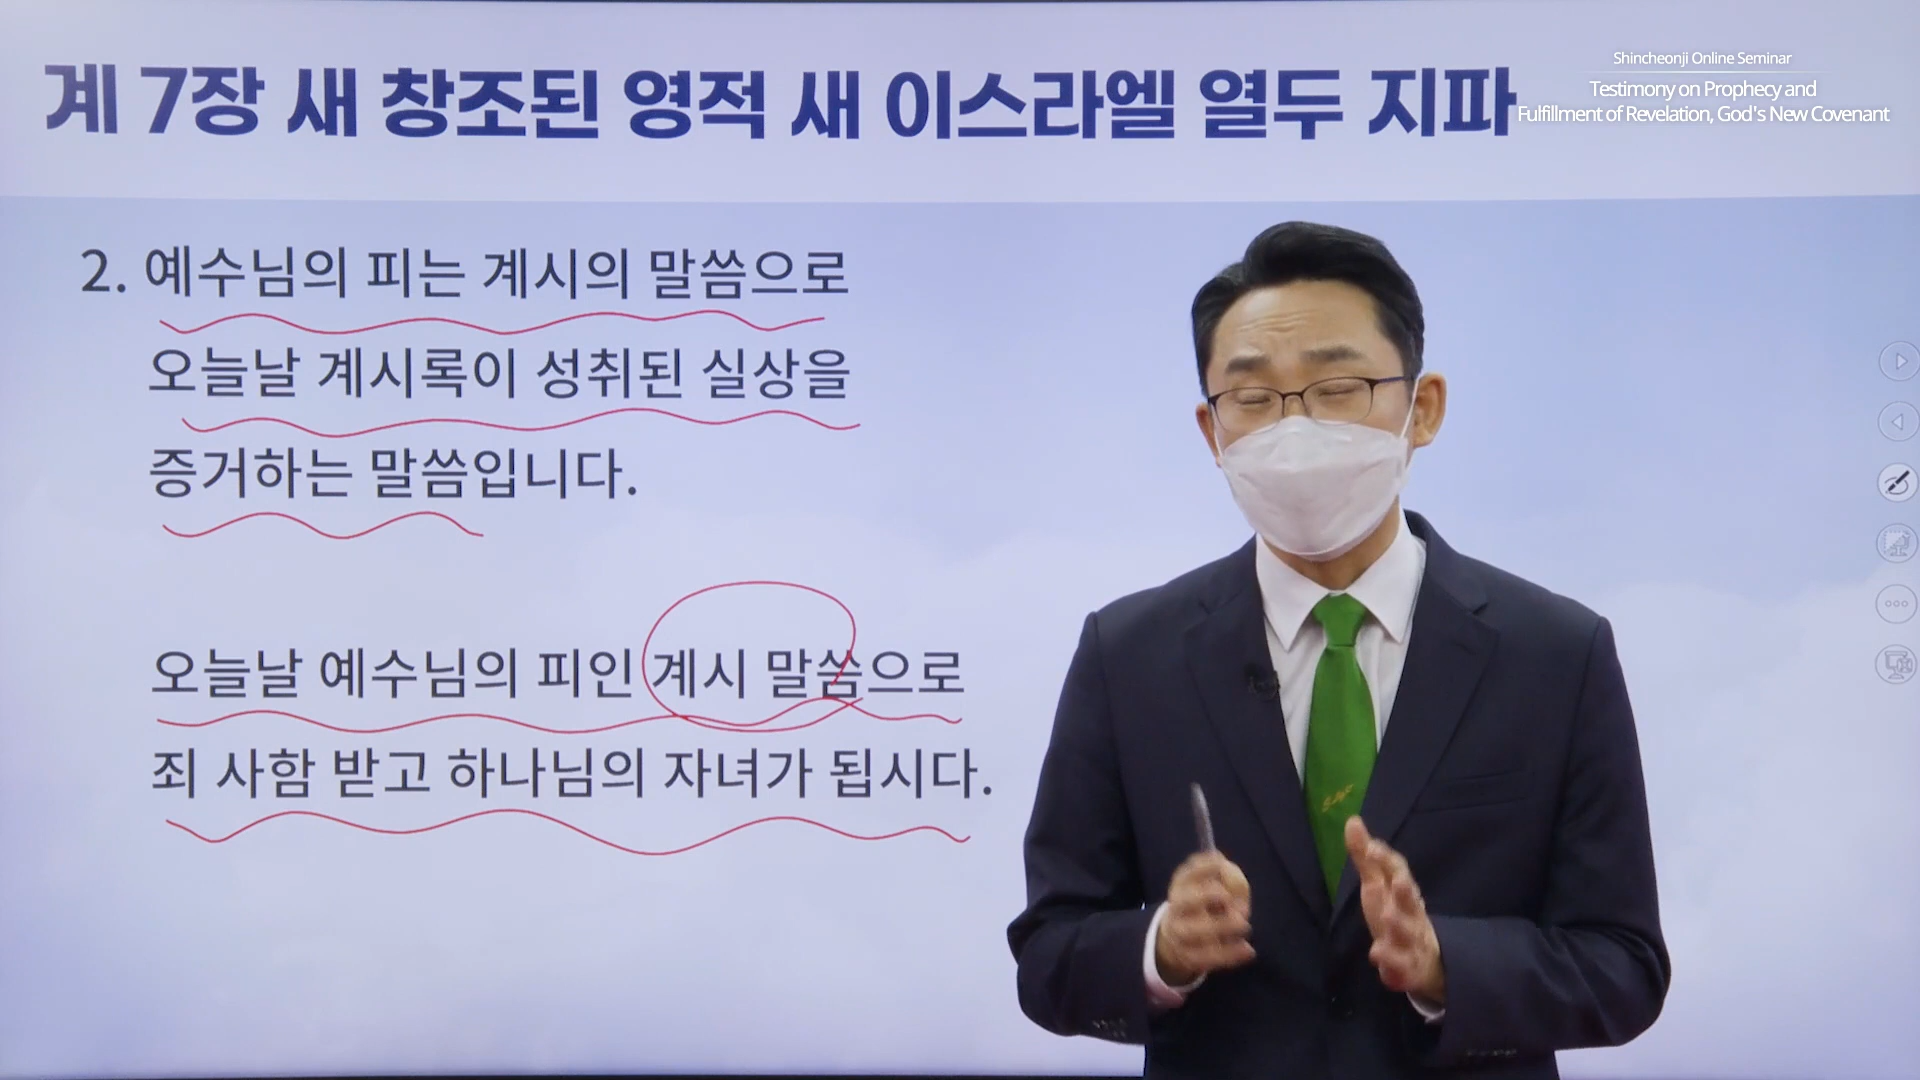 Shincheonji Online Seminar
Testimony on Prophecy and
Fulfillment of Revelation, God's New Covenant
계 7장 새 창조된 영적 새 이스라엘 열두 지파
2. 예수님의 피는 계시의 말씀으로
오늘날 계시록이 성취된 실상을
증거하는 말씀입니다.
오늘날 예수님의 피인 계시 말씀으로
죄 사함 받고 하나님의 자녀가 됩시다.